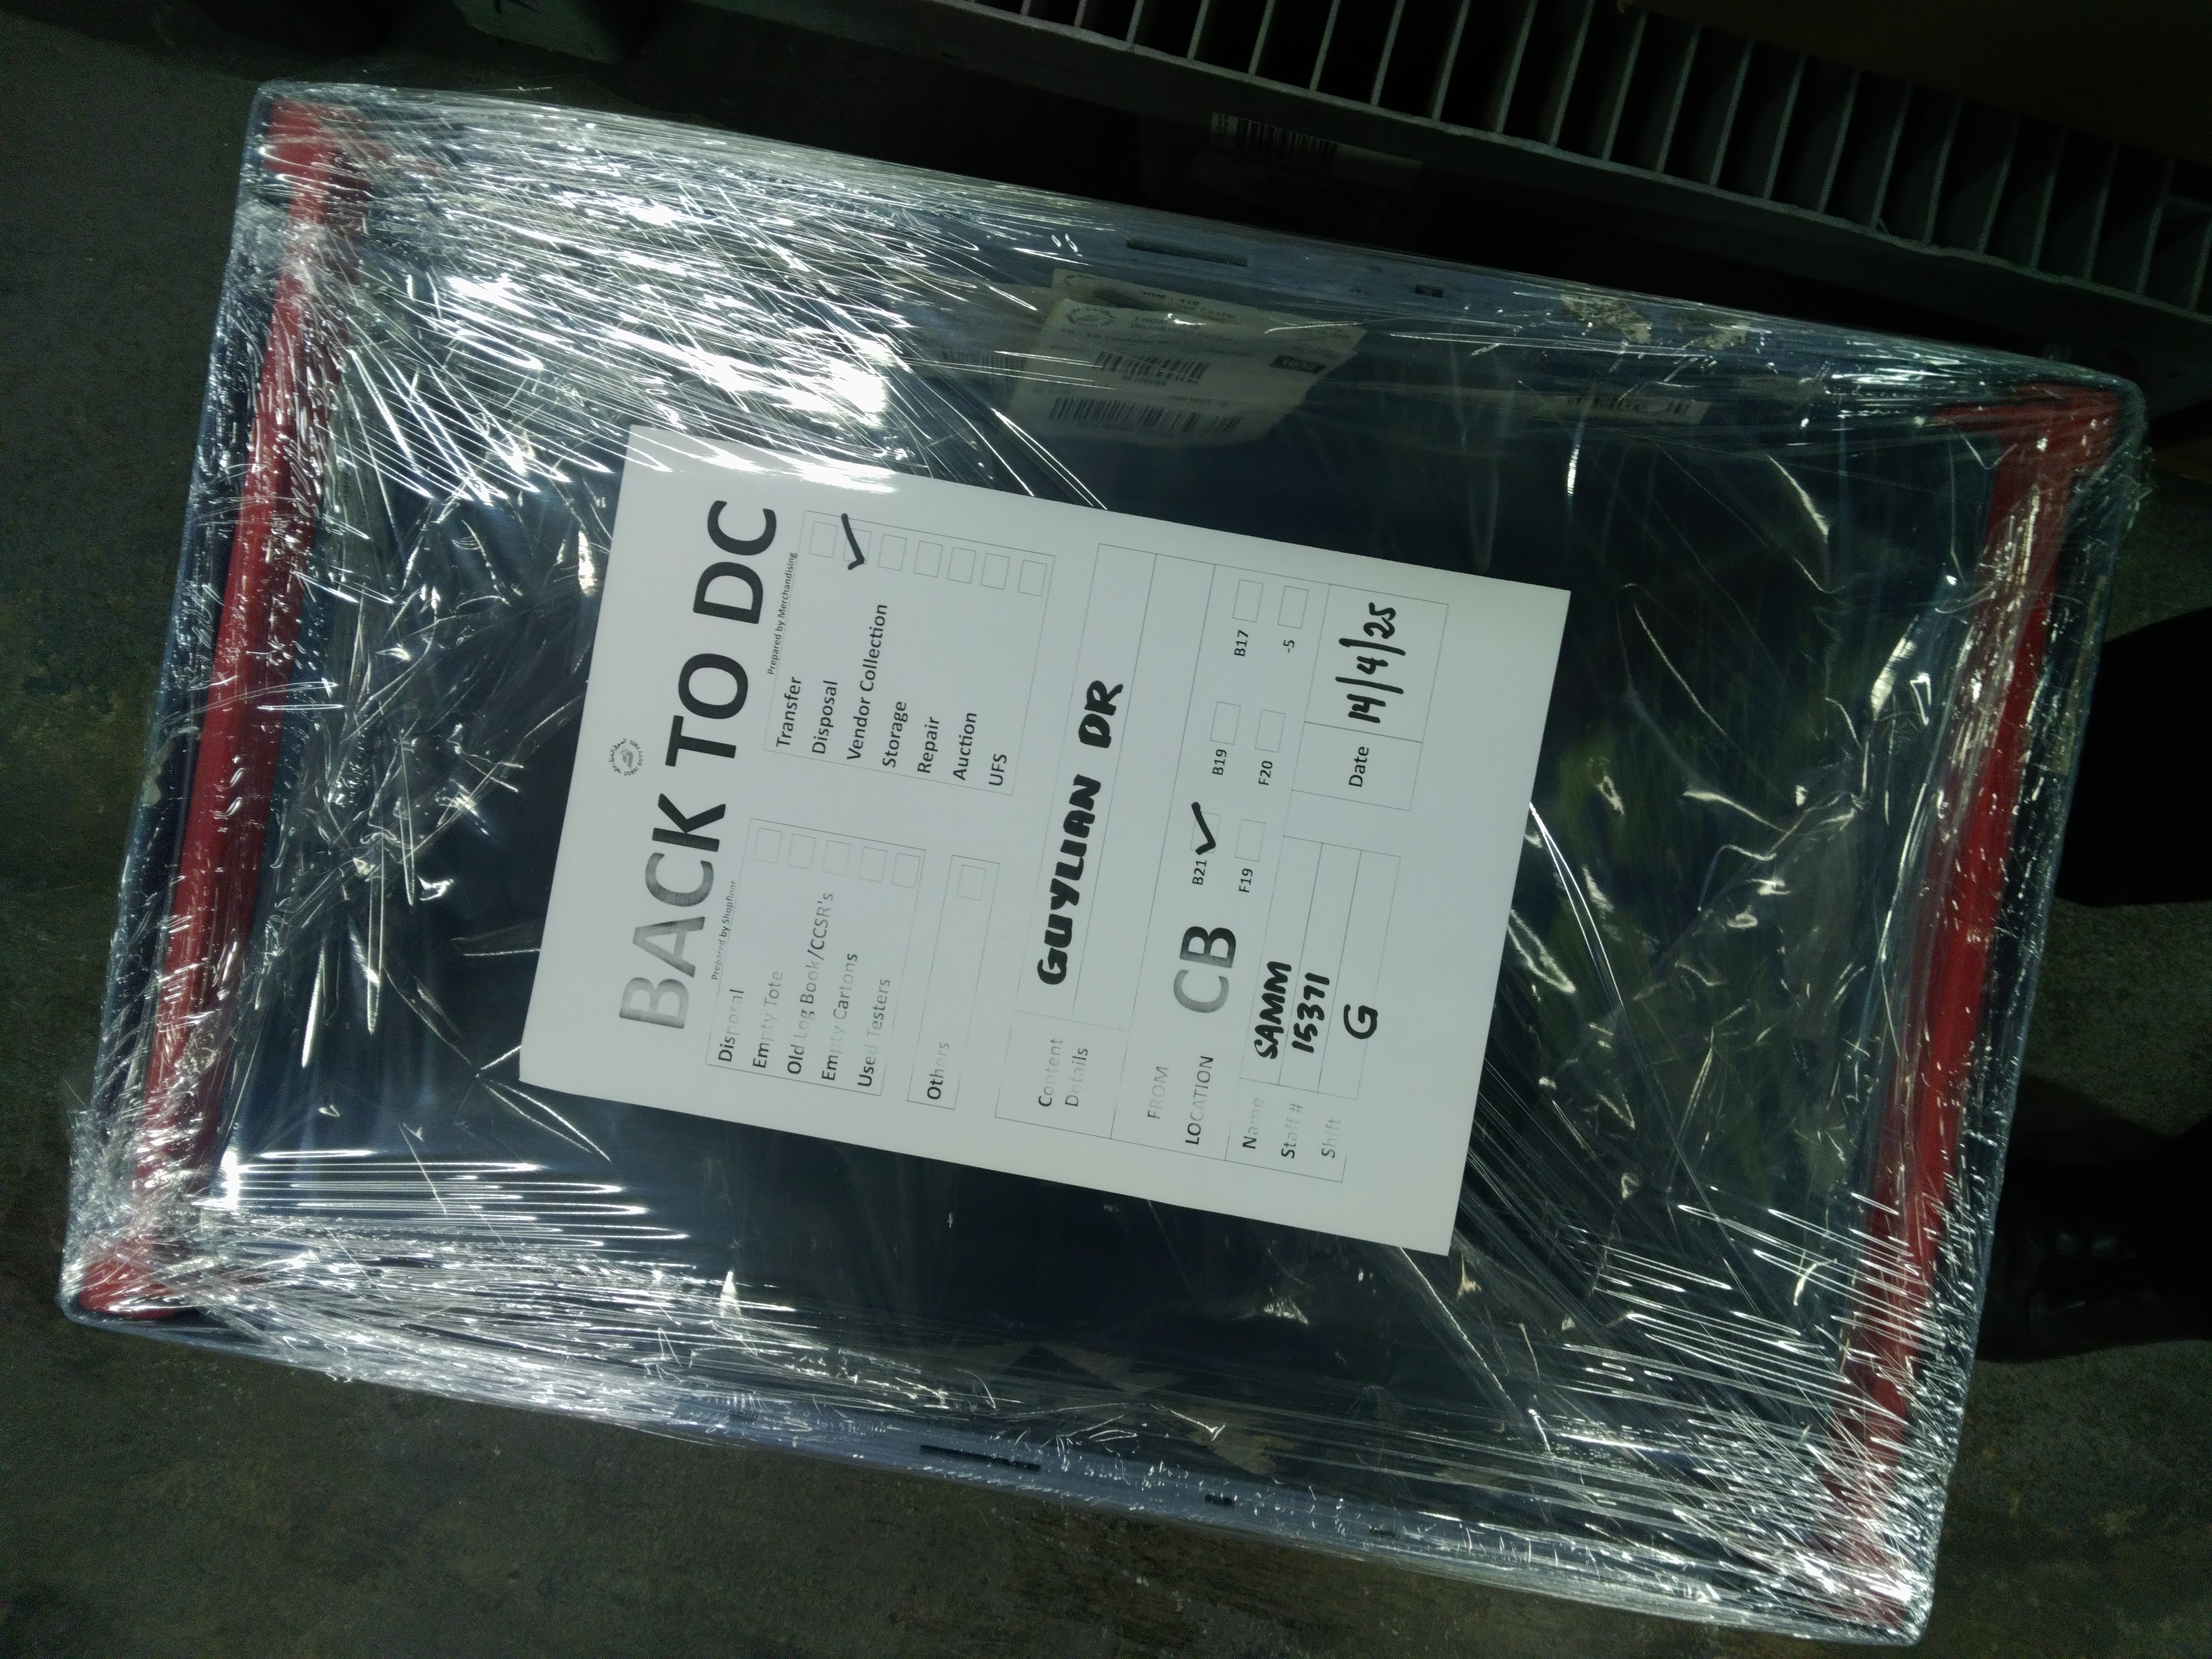 BACK TO DC
Prepared by Shopfloor
Disposal
Empty Tote
Old Log Book/CCSR's
Empty Cartons
Used Testers
Others
Prepared by Merchandising
Transfer
Disposal ✓
Vendor Collection
Storage
Repair
Auction
UFS
Content Details
GUYLIAN DR
FROM LOCATION
CB
B21 ✓ B19 B17
F19 F20 -5
Name SAMM
Staff # 15371
Shift G
Date 14/4/25